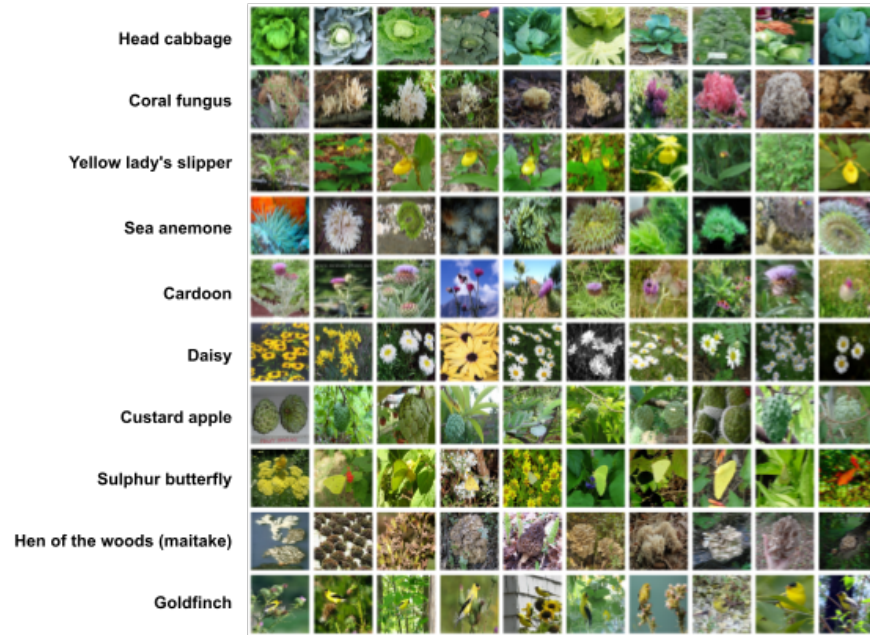 Head cabbage
Coral fungus
Yellow lady's slipper
Sea anemone
Cardoon
Daisy
Custard apple
Sulphur butterfly
Hen of the woods (maitake)
Goldfinch